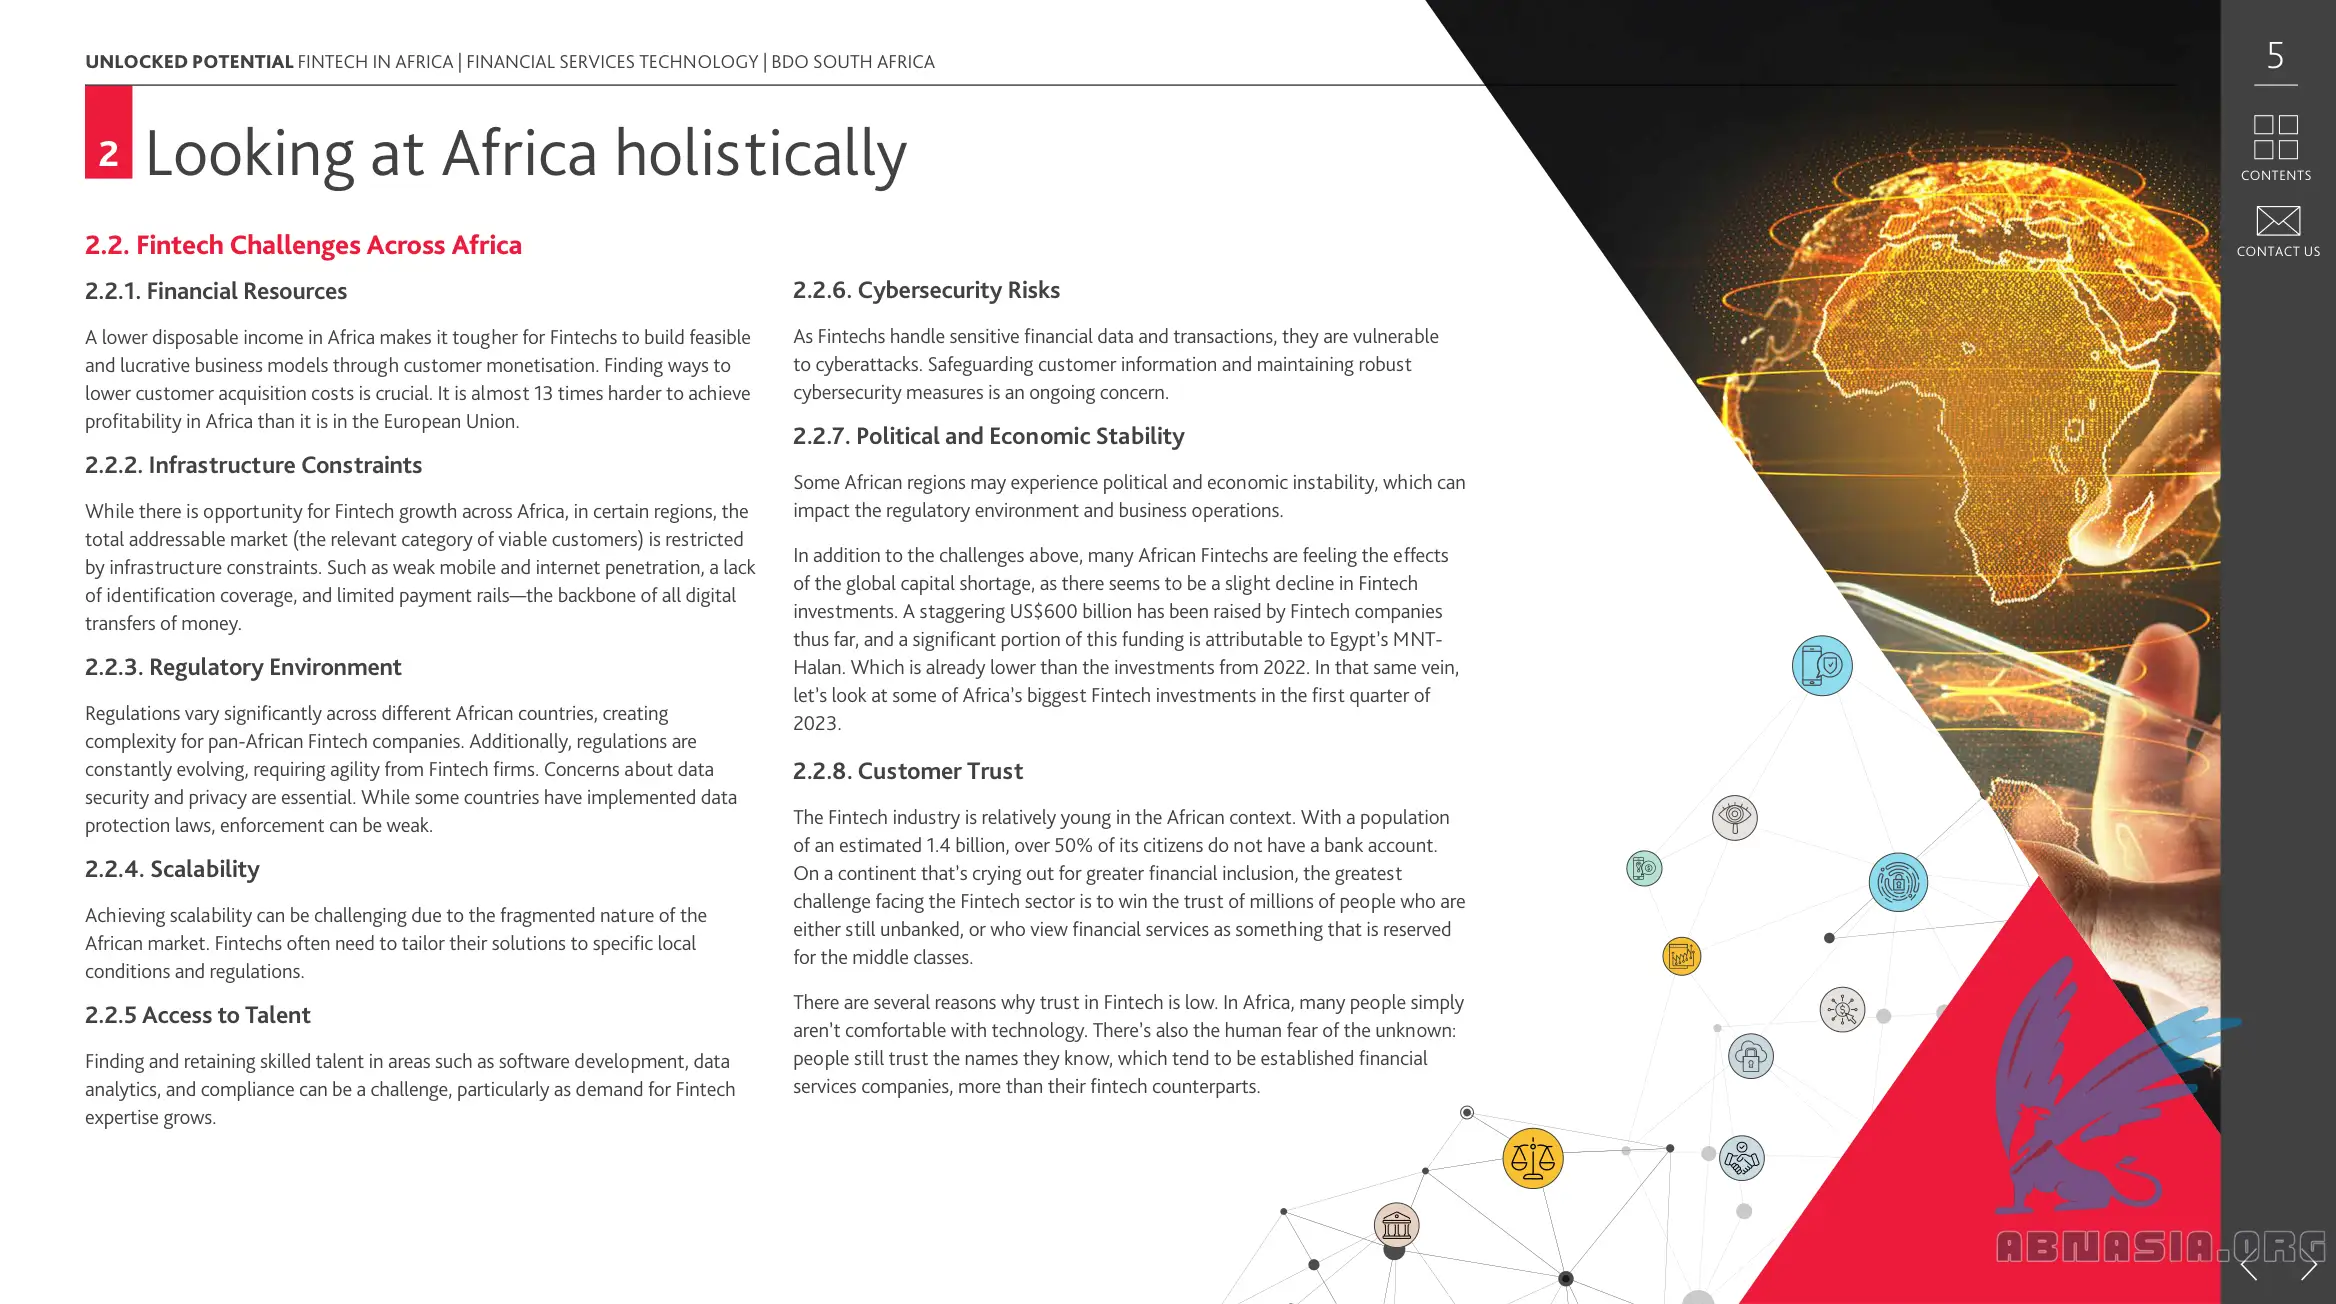 UNLOCKED POTENTIAL FINTECH IN AFRICA | FINANCIAL SERVICES TECHNOLOGY | BDO SOUTH AFRICA
5
CONTENTS
CONTACT US
2 Looking at Africa holistically
2.2. Fintech Challenges Across Africa
2.2.1. Financial Resources
A lower disposable income in Africa makes it tougher for Fintechs to build feasible
and lucrative business models through customer monetisation. Finding ways to
lower customer acquisition costs is crucial. It is almost 13 times harder to achieve
profitability in Africa than it is in the European Union.
2.2.2. Infrastructure Constraints
While there is opportunity for Fintech growth across Africa, in certain regions, the
total addressable market (the relevant category of viable customers) is restricted
by infrastructure constraints. Such as weak mobile and internet penetration, a lack
of identification coverage, and limited payment rails—the backbone of all digital
transfers of money.
2.2.3. Regulatory Environment
Regulations vary significantly across different African countries, creating
complexity for pan-African Fintech companies. Additionally, regulations are
constantly evolving, requiring agility from Fintech firms. Concerns about data
security and privacy are essential. While some countries have implemented data
protection laws, enforcement can be weak.
2.2.4. Scalability
Achieving scalability can be challenging due to the fragmented nature of the
African market. Fintechs often need to tailor their solutions to specific local
conditions and regulations.
2.2.5 Access to Talent
Finding and retaining skilled talent in areas such as software development, data
analytics, and compliance can be a challenge, particularly as demand for Fintech
expertise grows.
2.2.6. Cybersecurity Risks
As Fintechs handle sensitive financial data and transactions, they are vulnerable
to cyberattacks. Safeguarding customer information and maintaining robust
cybersecurity measures is an ongoing concern.
2.2.7. Political and Economic Stability
Some African regions may experience political and economic instability, which can
impact the regulatory environment and business operations.
In addition to the challenges above, many African Fintechs are feeling the effects
of the global capital shortage, as there seems to be a slight decline in Fintech
investments. A staggering US$600 billion has been raised by Fintech companies
thus far, and a significant portion of this funding is attributable to Egypt's MNT-
Halan. Which is already lower than the investments from 2022. In that same vein,
let's look at some of Africa's biggest Fintech investments in the first quarter of
2023.
2.2.8. Customer Trust
The Fintech industry is relatively young in the African context. With a population
of an estimated 1.4 billion, over 50% of its citizens do not have a bank account.
On a continent that's crying out for greater financial inclusion, the greatest
challenge facing the Fintech sector is to win the trust of millions of people who are
either still unbanked, or who view financial services as something that is reserved
for the middle classes.
There are several reasons why trust in Fintech is low. In Africa, many people simply
aren't comfortable with technology. There's also the human fear of the unknown:
people still trust the names they know, which tend to be established financial
services companies, more than their fintech counterparts.
ABNASIA.ORG